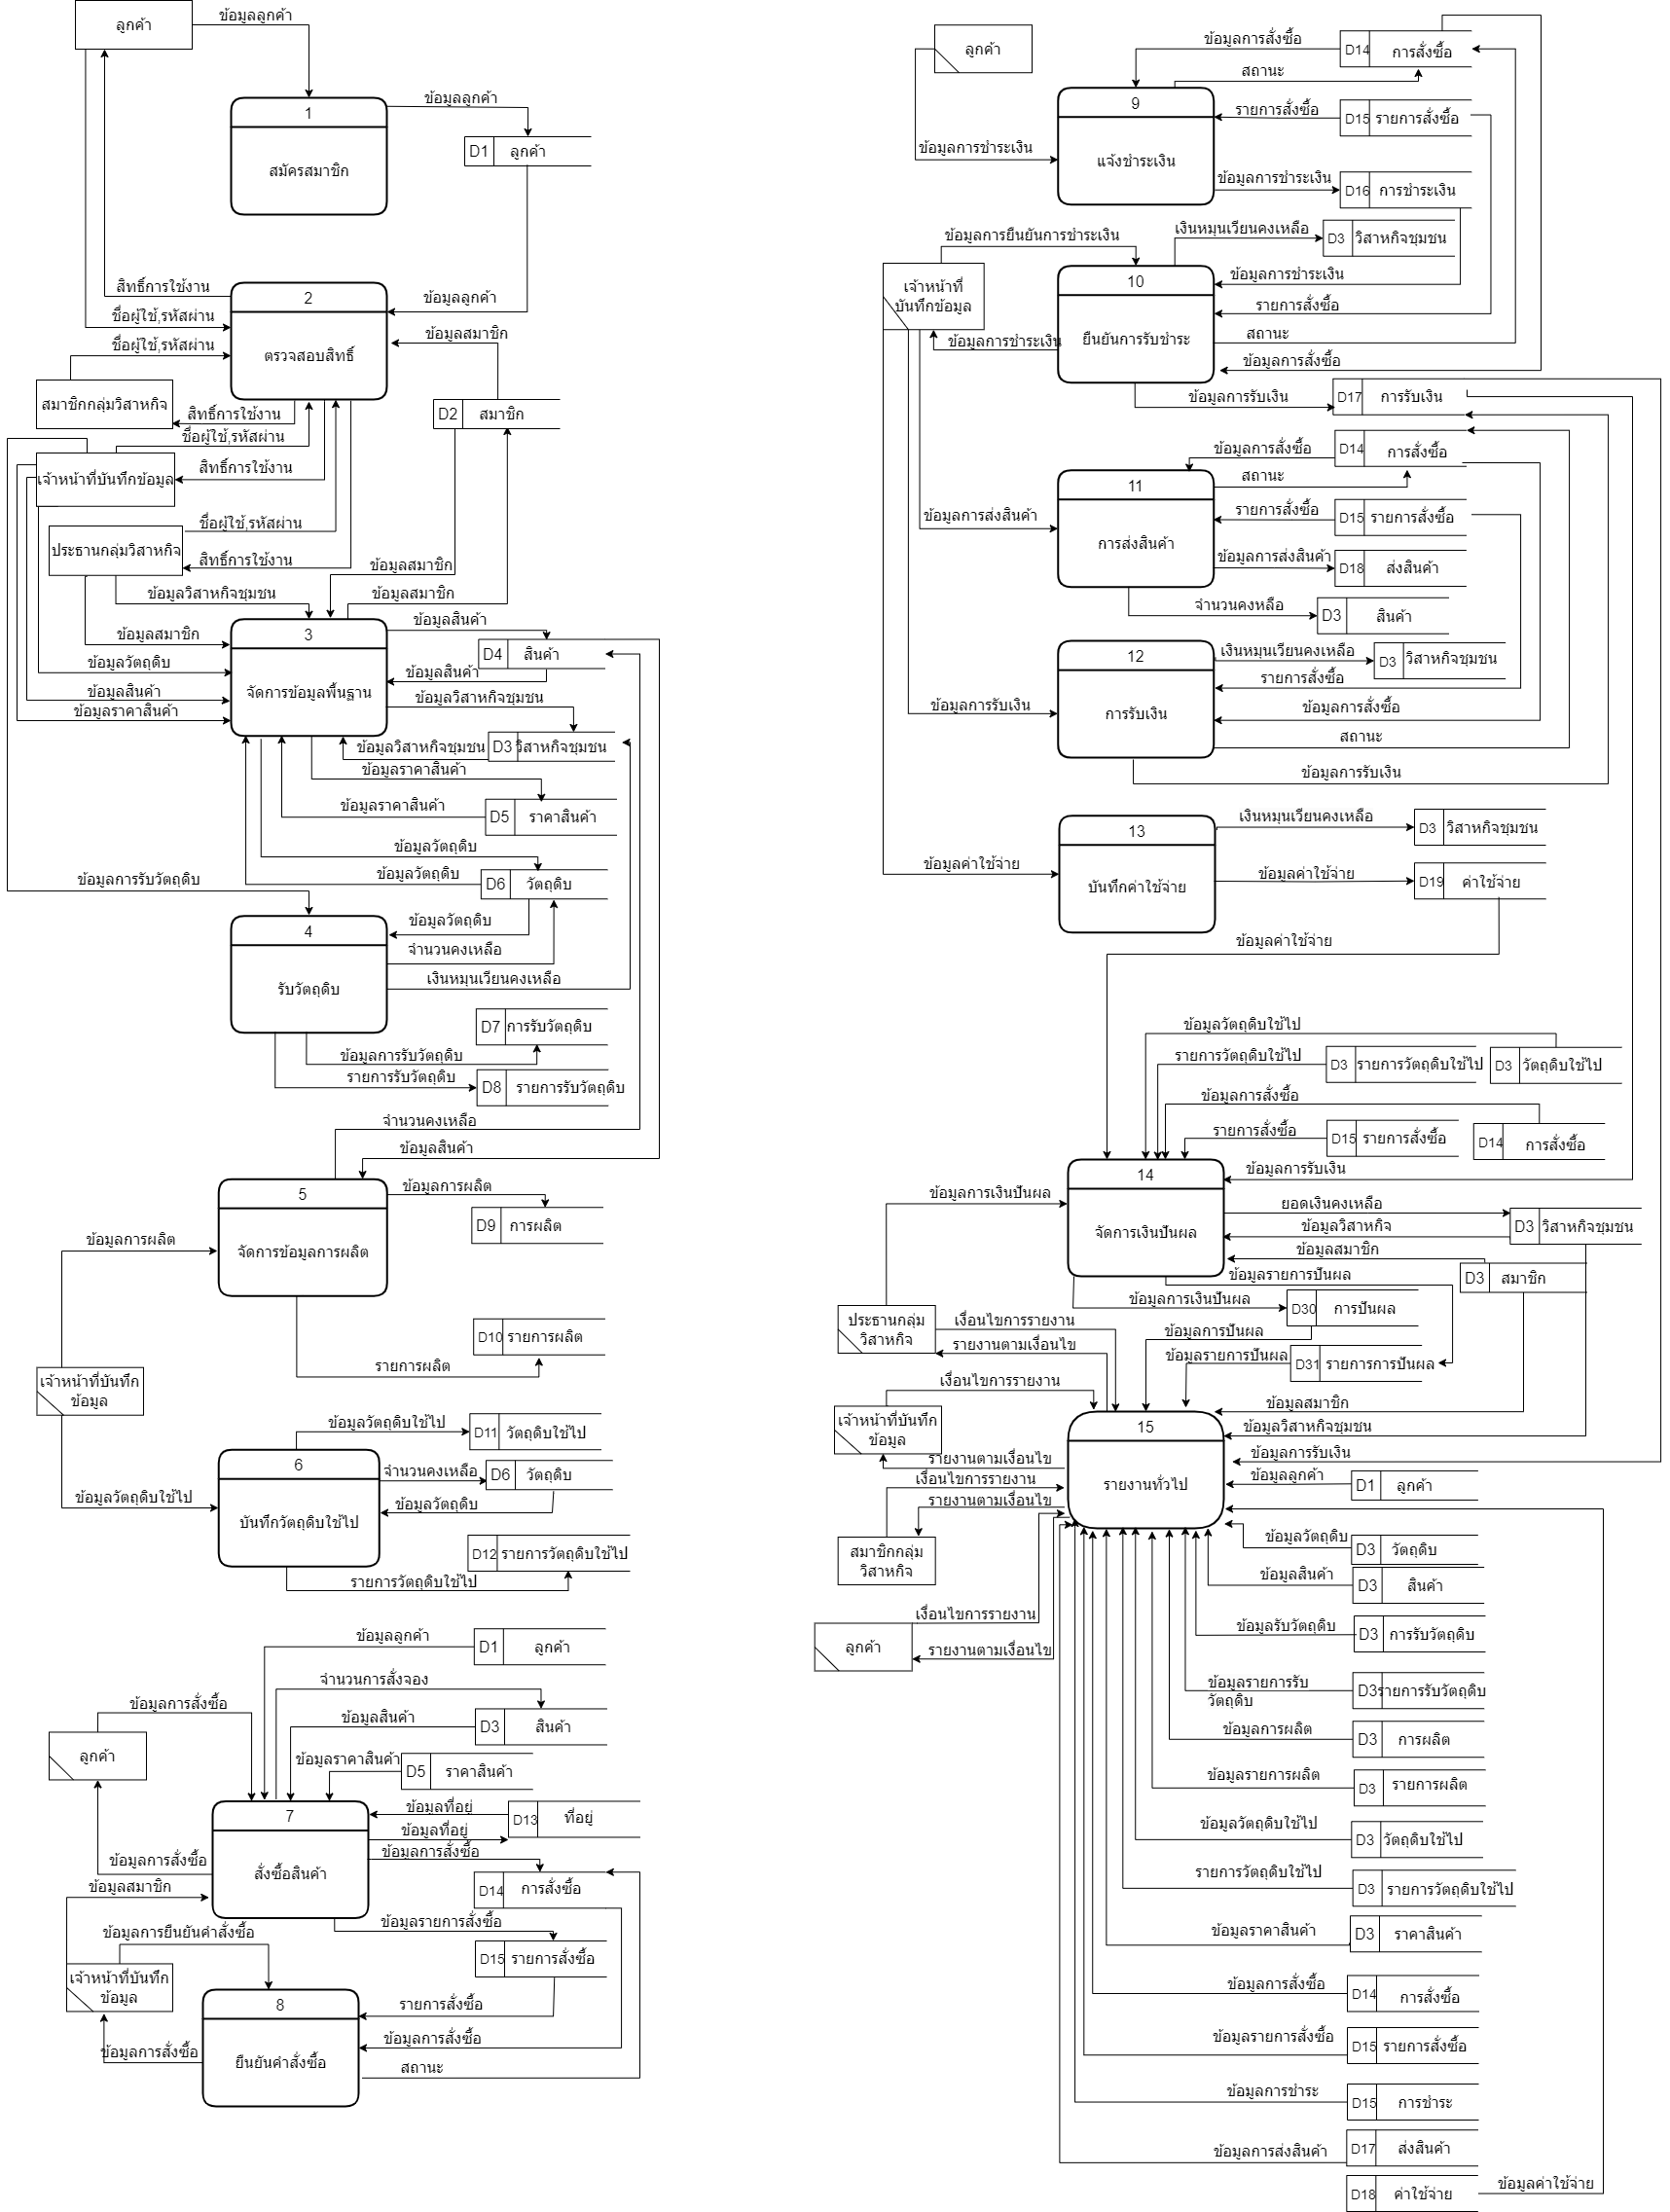 ลูกค้า
ข้อมูลลูกค้า
1
สมัครสมาชิก
ข้อมูลลูกค้า
D1 ลูกค้า
2
ตรวจสอบสิทธิ์
ข้อมูลลูกค้า
สิทธิ์การใช้งาน
ชื่อผู้ใช้,รหัสผ่าน
ชื่อผู้ใช้,รหัสผ่าน
ข้อมูลสมาชิก
สมาชิกกลุ่มวิสาหกิจ
สิทธิ์การใช้งาน
D2 สมาชิก
ชื่อผู้ใช้,รหัสผ่าน
เจ้าหน้าที่บันทึกข้อมูล
สิทธิ์การใช้งาน
ชื่อผู้ใช้,รหัสผ่าน
ประธานกลุ่มวิสาหกิจ
สิทธิ์การใช้งาน
ข้อมูลสมาชิก
ข้อมูลวิสาหกิจชุมชน
ข้อมูลสมาชิก
3
จัดการข้อมูลพื้นฐาน
ข้อมูลสินค้า
ข้อมูลสมาชิก
D4 สินค้า
ข้อมูลวัตถุดิบ
ข้อมูลสินค้า
ข้อมูลสินค้า
ข้อมูลวิสาหกิจชุมชน
ข้อมูลราคาสินค้า
ข้อมูลวิสาหกิจชุมชน
D3 วิสาหกิจชุมชน
ข้อมูลราคาสินค้า
ข้อมูลราคาสินค้า
D5 ราคาสินค้า
ข้อมูลวัตถุดิบ
ข้อมูลวัตถุดิบ
D6 วัตถุดิบ
ข้อมูลการรับวัตถุดิบ
4
รับวัตถุดิบ
ข้อมูลวัตถุดิบ
จำนวนคงเหลือ
เงินหมุนเวียนคงเหลือ
D7 การรับวัตถุดิบ
ข้อมูลการรับวัตถุดิบ
รายการรับวัตถุดิบ
D8 รายการรับวัตถุดิบ
จำนวนคงเหลือ
ข้อมูลสินค้า
5
จัดการข้อมูลการผลิต
ข้อมูลการผลิต
D9 การผลิต
ข้อมูลการผลิต
D10 รายการผลิต
รายการผลิต
เจ้าหน้าที่บันทึก
ข้อมูล
ข้อมูลวัตถุดิบใช้ไป
D11 วัตถุดิบใช้ไป
6
บันทึกวัตถุดิบใช้ไป
จำนวนคงเหลือ
D6 วัตถุดิบ
ข้อมูลวัตถุดิบใช้ไป
ข้อมูลวัตถุดิบ
D12 รายการวัตถุดิบใช้ไป
รายการวัตถุดิบใช้ไป
ข้อมูลลูกค้า
D1 ลูกค้า
จำนวนการสั่งจอง
ข้อมูลการสั่งซื้อ
ข้อมูลสินค้า
D3 สินค้า
ลูกค้า
ข้อมูลราคาสินค้า
D5 ราคาสินค้า
7
สั่งซื้อสินค้า
ข้อมูลที่อยู่
D13 ที่อยู่
ข้อมูลที่อยู่
ข้อมูลการสั่งซื้อ
ข้อมูลการสั่งซื้อ
ข้อมูลสมาชิก
D14 การสั่งซื้อ
ข้อมูลรายการสั่งซื้อ
ข้อมูลการยืนยันคำสั่งซื้อ
D15 รายการสั่งซื้อ
เจ้าหน้าที่บันทึก
ข้อมูล
8
ยืนยันคำสั่งซื้อ
รายการสั่งซื้อ
ข้อมูลการสั่งซื้อ
ข้อมูลการสั่งซื้อ
สถานะ
ลูกค้า
ข้อมูลการสั่งซื้อ
D14 การสั่งซื้อ
สถานะ
9
แจ้งชำระเงิน
รายการสั่งซื้อ
D15 รายการสั่งซื้อ
ข้อมูลการชำระเงิน
ข้อมูลการชำระเงิน
D16 การชำระเงิน
ข้อมูลการยืนยันการชำระเงิน
เงินหมุนเวียนคงเหลือ
D3 วิสาหกิจชุมชน
เจ้าหน้าที่
บันทึกข้อมูล
10
ยืนยันการรับชำระ
ข้อมูลการชำระเงิน
รายการสั่งซื้อ
สถานะ
ข้อมูลการชำระเงิน
ข้อมูลการสั่งซื้อ
ข้อมูลการรับเงิน
D17 การรับเงิน
ข้อมูลการสั่งซื้อ
D14 การสั่งซื้อ
สถานะ
11
การส่งสินค้า
ข้อมูลการส่งสินค้า
รายการสั่งซื้อ
D15 รายการสั่งซื้อ
ข้อมูลการส่งสินค้า
D18 ส่งสินค้า
จำนวนคงเหลือ
D3 สินค้า
12
การรับเงิน
เงินหมุนเวียนคงเหลือ
D3 วิสาหกิจชุมชน
รายการสั่งซื้อ
ข้อมูลการรับเงิน
ข้อมูลการสั่งซื้อ
สถานะ
ข้อมูลการรับเงิน
13
บันทึกค่าใช้จ่าย
เงินหมุนเวียนคงเหลือ
D3 วิสาหกิจชุมชน
ข้อมูลค่าใช้จ่าย
ข้อมูลค่าใช้จ่าย
D19 ค่าใช้จ่าย
ข้อมูลค่าใช้จ่าย
ข้อมูลวัตถุดิบใช้ไป
รายการวัตถุดิบใช้ไป
D3 รายการวัตถุดิบใช้ไป
D3 วัตถุดิบใช้ไป
ข้อมูลการสั่งซื้อ
รายการสั่งซื้อ
D15 รายการสั่งซื้อ
D14 การสั่งซื้อ
14
จัดการเงินปันผล
ข้อมูลการรับเงิน
ข้อมูลการเงินปันผล
ยอดเงินคงเหลือ
ข้อมูลวิสาหกิจ
D3 วิสาหกิจชุมชน
ข้อมูลสมาชิก
D3 สมาชิก
ข้อมูลรายการปันผล
ข้อมูลการเงินปันผล
D30 การปันผล
ประธานกลุ่ม
วิสาหกิจ
เงื่อนไขการรายงาน
รายงานตามเงื่อนไข
ข้อมูลการปันผล
ข้อมูลรายการปันผล
D31 รายการการปันผล
เงื่อนไขการรายงาน
เจ้าหน้าที่บันทึก
ข้อมูล
ข้อมูลสมาชิก
15
รายงานทั่วไป
ข้อมูลวิสาหกิจชุมชน
ข้อมูลการรับเงิน
รายงานตามเงื่อนไข
เงื่อนไขการรายงาน
ข้อมูลลูกค้า
D1 ลูกค้า
รายงานตามเงื่อนไข
สมาชิกกลุ่ม
วิสาหกิจ
ข้อมูลวัตถุดิบ
D3 วัตถุดิบ
ข้อมูลสินค้า
D3 สินค้า
เงื่อนไขการรายงาน
ลูกค้า
รายงานตามเงื่อนไข
ข้อมูลรับวัตถุดิบ
D3 การรับวัตถุดิบ
ข้อมูลรายการรับ
วัตถุดิบ
D3 รายการรับวัตถุดิบ
ข้อมูลการผลิต
D3 การผลิต
ข้อมูลรายการผลิต
D3 รายการผลิต
ข้อมูลวัตถุดิบใช้ไป
D3 วัตถุดิบใช้ไป
รายการวัตถุดิบใช้ไป
D3 รายการวัตถุดิบใช้ไป
ข้อมูลราคาสินค้า
D3 ราคาสินค้า
ข้อมูลการสั่งซื้อ
D14 การสั่งซื้อ
ข้อมูลรายการสั่งซื้อ
D15 รายการสั่งซื้อ
ข้อมูลการชำระ
D15 การชำระ
ข้อมูลการส่งสินค้า
D17 ส่งสินค้า
D18 ค่าใช้จ่าย
ข้อมูลค่าใช้จ่าย